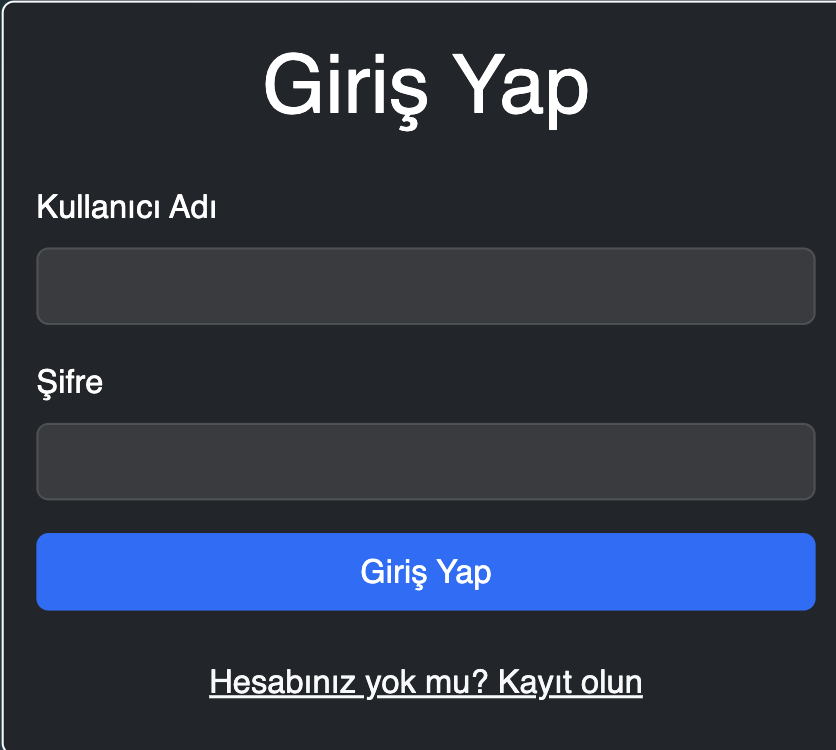 Giriş Yap
Kullanıcı Adı
Şifre
Giriş Yap
Hesabınız yok mu? Kayıt olun